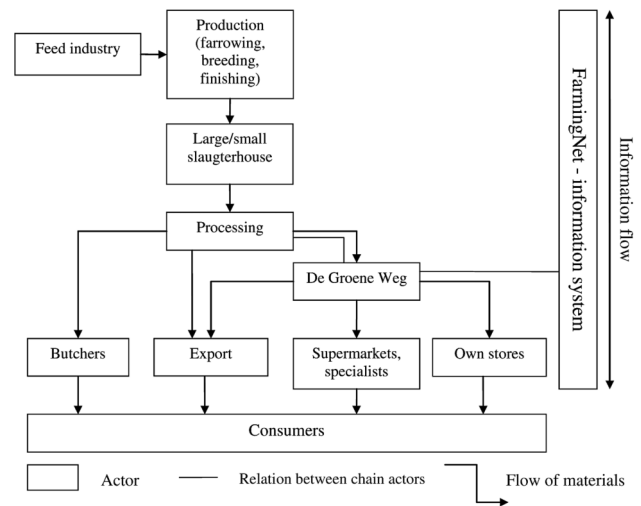 Feed industry
Production
(farrowing,
breeding,
finishing)
Large/small
slaugterhouse
Processing
De Groene Weg
Butchers
Export
Supermarkets,
specialists
Own stores
Consumers
FarmingNet - information system
Information flow
Actor
Relation between chain actors
Flow of materials